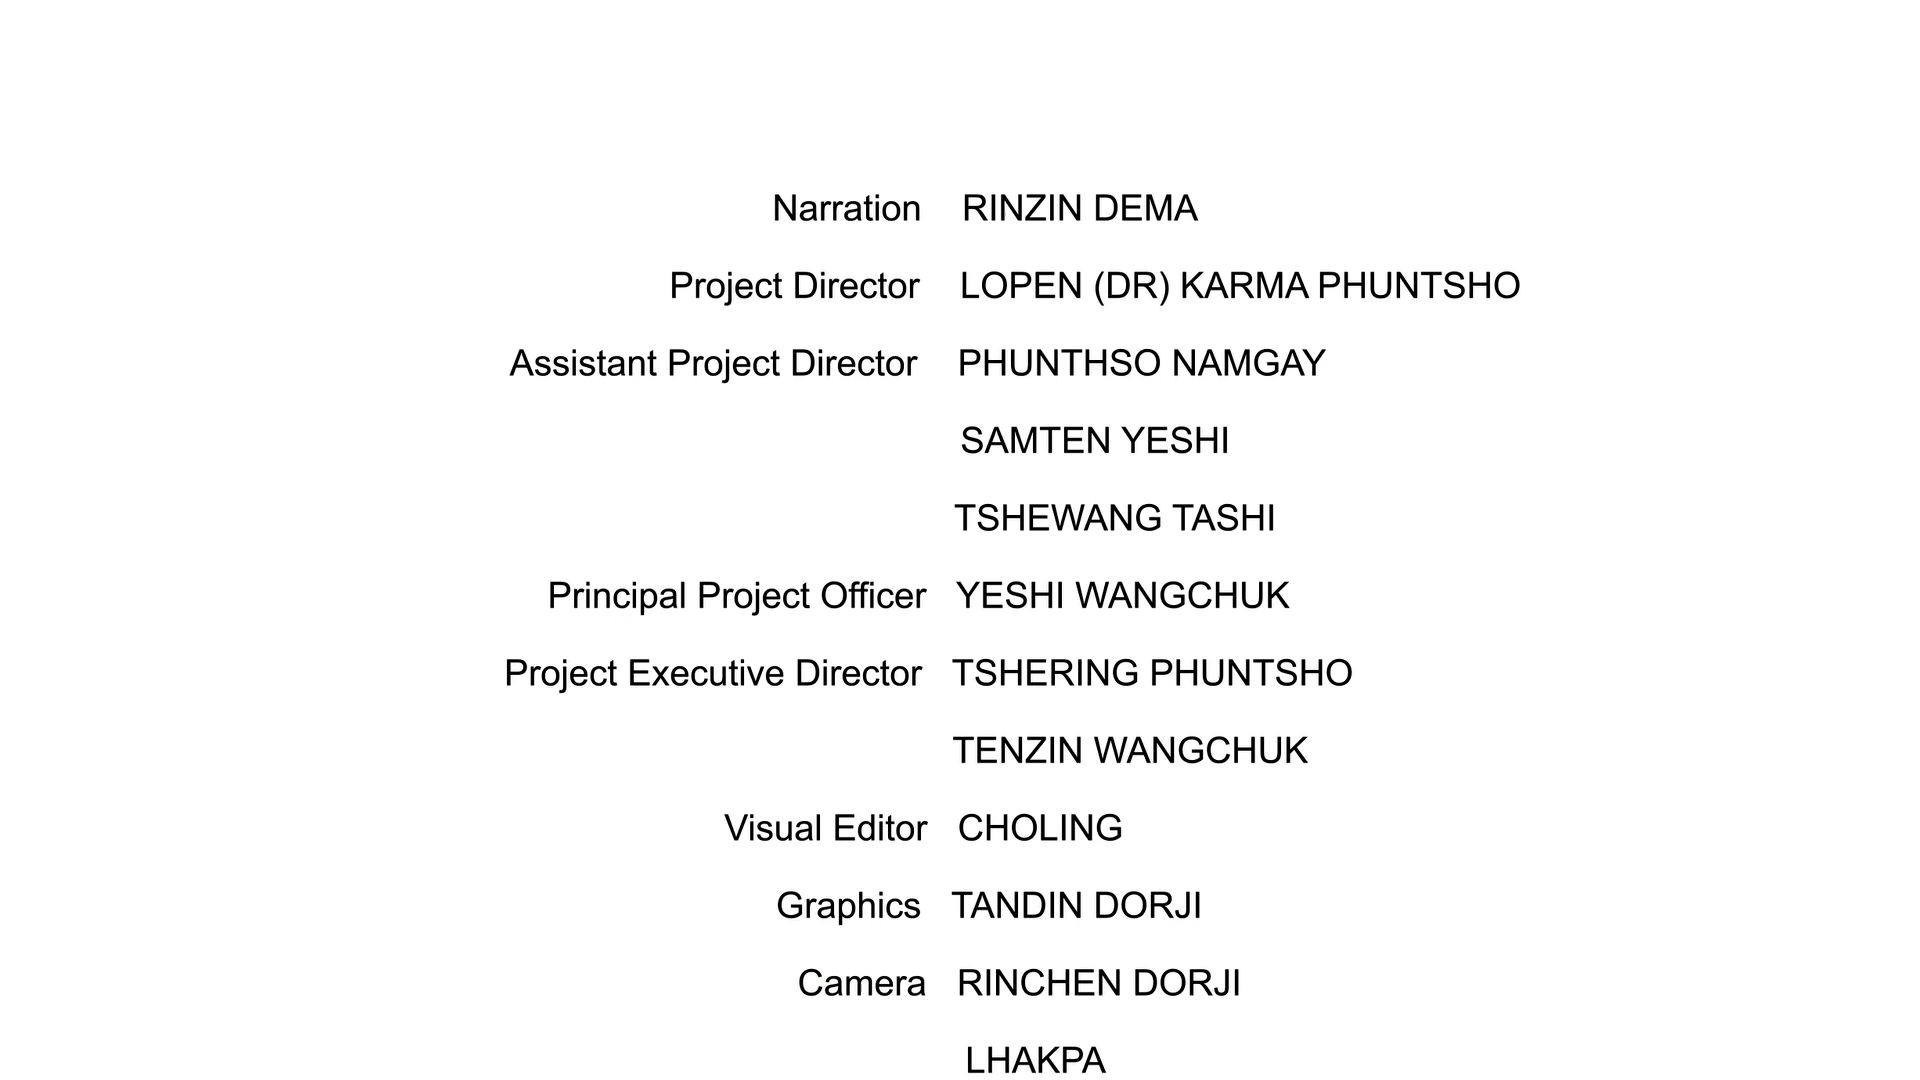 Narration RINZIN DEMA
Project Director LOPEN (DR) KARMA PHUNTSHO
Assistant Project Director PHUNTHSO NAMGAY
SAMTEN YESHI
TSHEWANG TASHI
Principal Project Officer YESHI WANGCHUK
Project Executive Director TSHERING PHUNTSHO
TENZIN WANGCHUK
Visual Editor CHOLING
Graphics TANDIN DORJI
Camera RINCHEN DORJI
LHAKPA